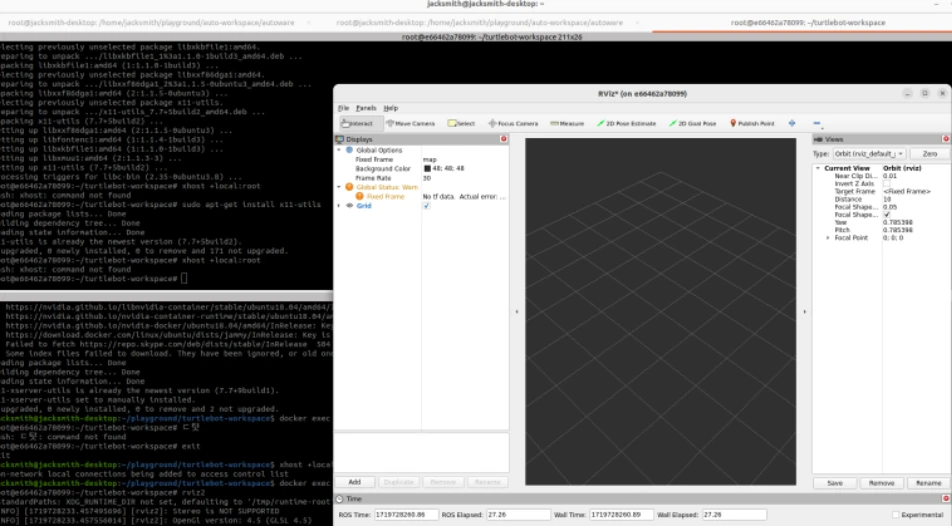 jacksmith@jacksmith-desktop: ~
root@jacksmith-desktop: /home/jacksmith/playground/auto-workspace/autoware
root@jacksmith-desktop: /home/jacksmith/playground/auto-workspace/autoware
root@e66462a78099: ~/turtlebot-workspace
root@e66462a78099: ~/turtlebot-workspace 211x26
lecting previously unselected package libxkbfile1:amd64.
eparing to unpack .../libxkbfile1_1%3a1.1.0-1build3_amd64.deb ...
packing libxkbfile1:amd64 (1:1.1.0-1build3) ...
lecting previously unselected package libxxf86dga1:amd64.
eparing to unpack .../libxxf86dga1_2%3a1.1.5-0ubuntu3_amd64.deb ...
packing libxxf86dga1:amd64 (2:1.1.5-0ubuntu3) ...
lecting previously unselected package x11-utils.
eparing to unpack .../x11-utils_7.7+5build2_amd64.deb ...
packing x11-utils (7.7+5build2) ...
tting up libxxf86dga1:amd64 (2:1.1.5-0ubuntu3) ...
tting up libfontenc1:amd64 (1:1.1.4-1build3) ...
tting up libxkbfile1:amd64 (1:1.1.0-1build3) ...
tting up libxmuu1:amd64 (2:1.1.3-3) ...
tting up x11-utils (7.7+5build2) ...
ocessing triggers for libc-bin (2.35-0ubuntu3.8) ...
ot@e66462a78099:~/turtlebot-workspace# xhost +local:root
sh: xhost: command not found
ot@e66462a78099:~/turtlebot-workspace# sudo apt-get install x11-utils
ading package lists... Done
ilding dependency tree... Done
ading state information... Done
1-utils is already the newest version (7.7+5build2).
upgraded, 0 newly installed, 0 to remove and 171 not upgraded.
ot@e66462a78099:~/turtlebot-workspace# xhost +local:root
sh: xhost: command not found
ot@e66462a78099:~/turtlebot-workspace#
https://nvidia.github.io/libnvidia-container/stable/ubuntu18.04/amd64/
https://nvidia.github.io/nvidia-container-runtime/stable/ubuntu18.04/am
https://nvidia.github.io/nvidia-docker/ubuntu18.04/amd64/InRelease: Key
https://download.docker.com/linux/ubuntu/dists/jammy/InRelease: Key is
Failed to fetch https://repo.skype.com/deb/dists/stable/InRelease
Some index files failed to download. They have been ignored, or old on
ading package lists... Done
ilding dependency tree... Done
ading state information... Done
1-xserver-utils is already the newest version (7.7+9build1).
1-xserver-utils set to manually installed.
upgraded, 0 newly installed, 0 to remove and 2 not upgraded.
cksmith@jacksmith-desktop:~/playground/turtlebot-workspace$ docker exec
ot@e66462a78099:~/turtlebot-workspace#
command not found
ot@e66462a78099:~/turtlebot-workspace# exit
xit
cksmith@jacksmith-desktop:~/playground/turtlebot-workspace$ xhost +local
n-network local connections being added to access control list
cksmith@jacksmith-desktop:~/playground/turtlebot-workspace$ docker exec
ot@e66462a78099:~/turtlebot-workspace# rviz2
tandardPaths: XDG_RUNTIME_DIR not set, defaulting to '/tmp/runtime-root
[rviz2]: Stereo is NOT SUPPORTED
[rviz2]: OpenGl version: 4.5 (GLSL 4.5)
RViz* (on e66462a78099)
File Panels Help
Interact Move Camera Select Focus Camera Measure 2D Pose Estimate 2D Goal Pose Publish Point
Displays
Global Options
Fixed Frame map
Background Color 48; 48; 48
Frame Rate 30
Global Status: Warn
Fixed Frame No tf data. Actual error: ...
Grid
Add Duplicate Remove Rename
Views
Type: Orbit (rviz_default_ Zero
Current View Orbit (rviz)
Near Clip Di... 0.01
Invert Z Axis
Target Frame <Fixed Frame>
Distance 10
Focal Shape... 0.05
Focal Shape...
Yaw 0.785398
Pitch 0.785398
Focal Point 0; 0; 0
Save Remove Rename
Time
ROS Time: 1719728260.86 ROS Elapsed: 27.26 Wall Time: 1719728260.89 Wall Elapsed: 27.26 Experimental